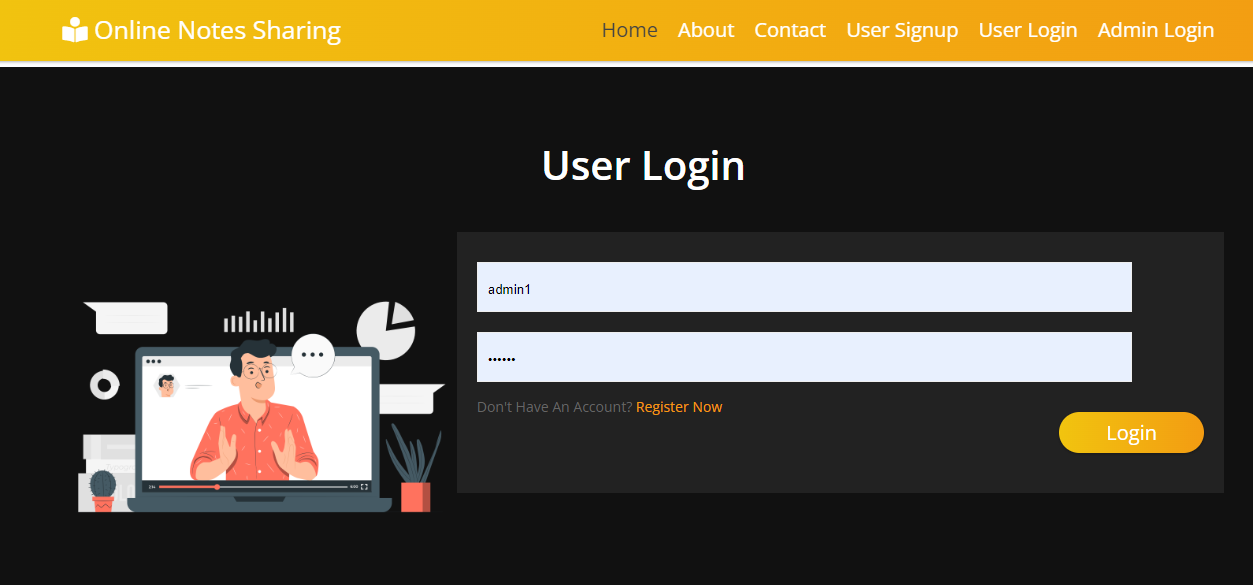 Online Notes Sharing
Home About Contact User Signup User Login Admin Login
User Login
admin1
••••••
Don't Have An Account? Register Now
Login